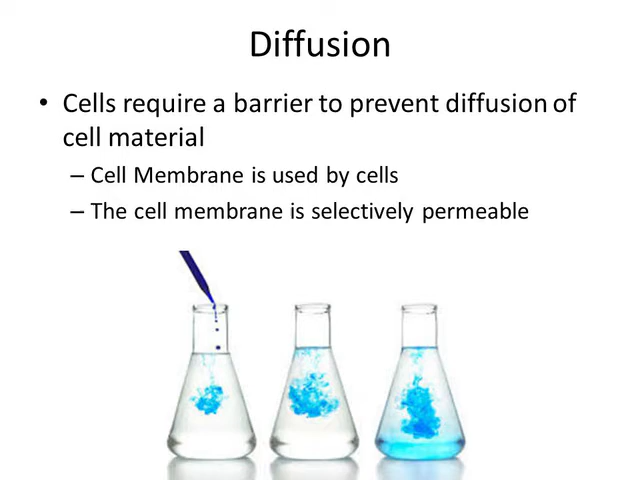 Diffusion
• Cells require a barrier to prevent diffusion of
cell material
– Cell Membrane is used by cells
– The cell membrane is selectively permeable